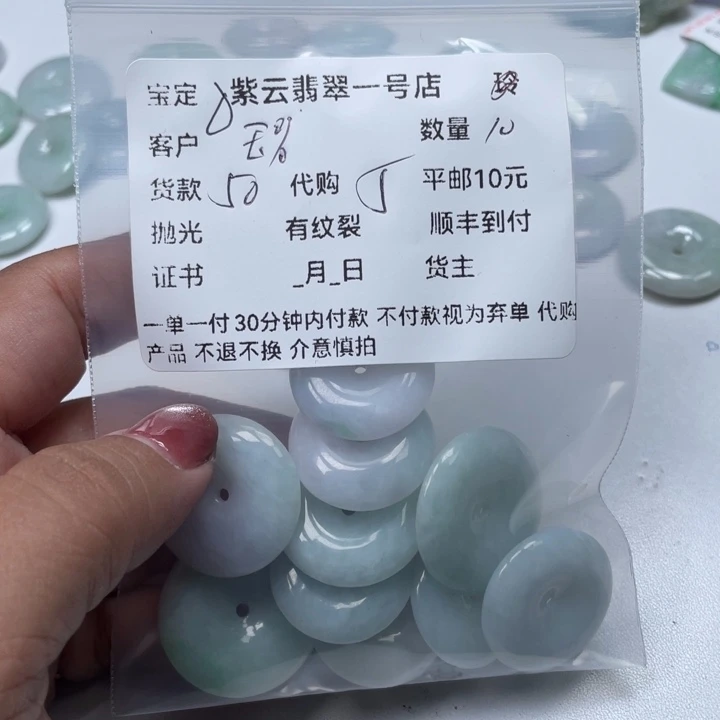 宝定 紫云翡翠一号店
客户 数量 10
货款 50 代购 5 平邮10元
抛光 有纹裂 顺丰到付
证书 _月_日 货主
一单一付 30分钟内付款 不付款视为弃单 代购
产品 不退不换 介意慎拍